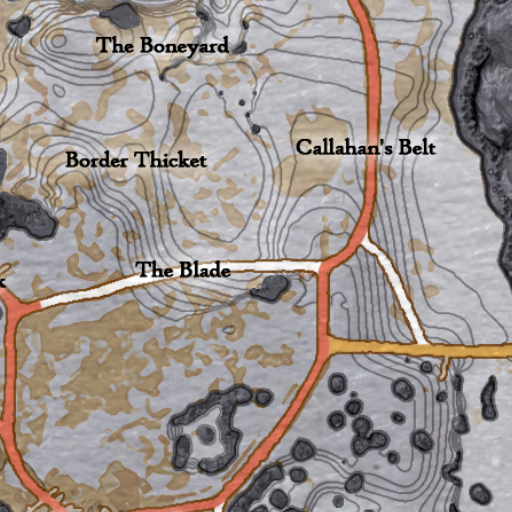 The Boneyard
Callahan's Belt
Border Thicket
The Blade